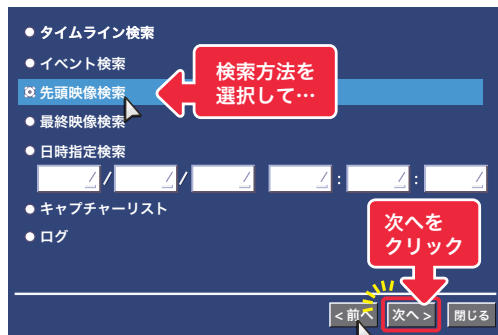 タイムライン検索
イベント検索
先頭映像検索
最終映像検索
日時指定検索
/ / : :
キャプチャーリスト
ログ
検索方法を
選択して…
次へを
クリック
<前へ 次へ> 閉じる